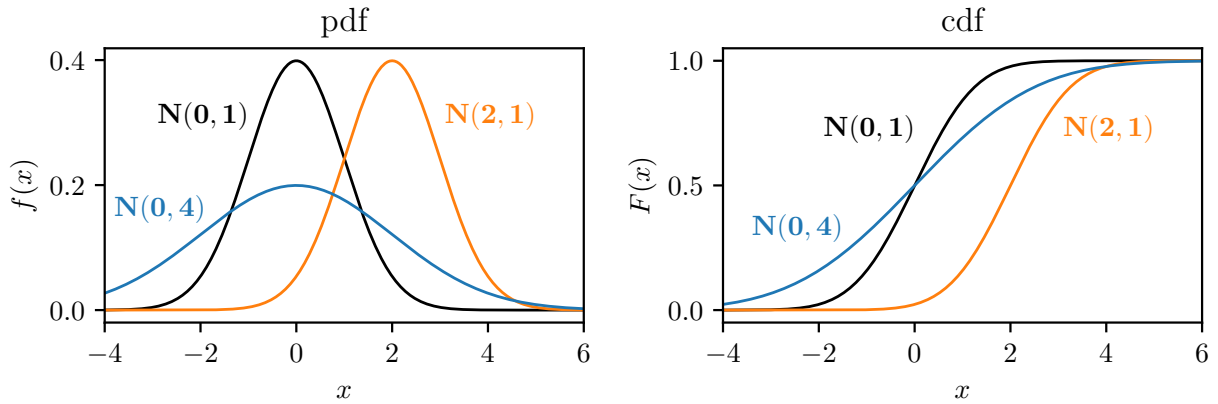 pdf
0.4
0.2
0.0
f(x)
N(0, 1)
N(2, 1)
N(0, 4)
−4 −2 0 2 4 6
x
cdf
1.0
0.5
0.0
F(x)
N(0, 1)
N(2, 1)
N(0, 4)
−4 −2 0 2 4 6
x